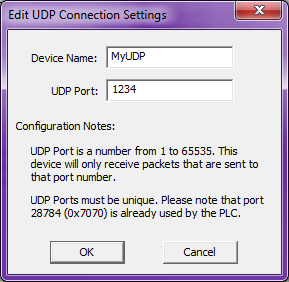 Edit UDP Connection Settings
Device Name: MyUDP
UDP Port: 1234
Configuration Notes:
UDP Port is a number from 1 to 65535. This
device will only receive packets that are sent to
that port number.
UDP Ports must be unique. Please note that port
28784 (0x7070) is already used by the PLC.
OK Cancel